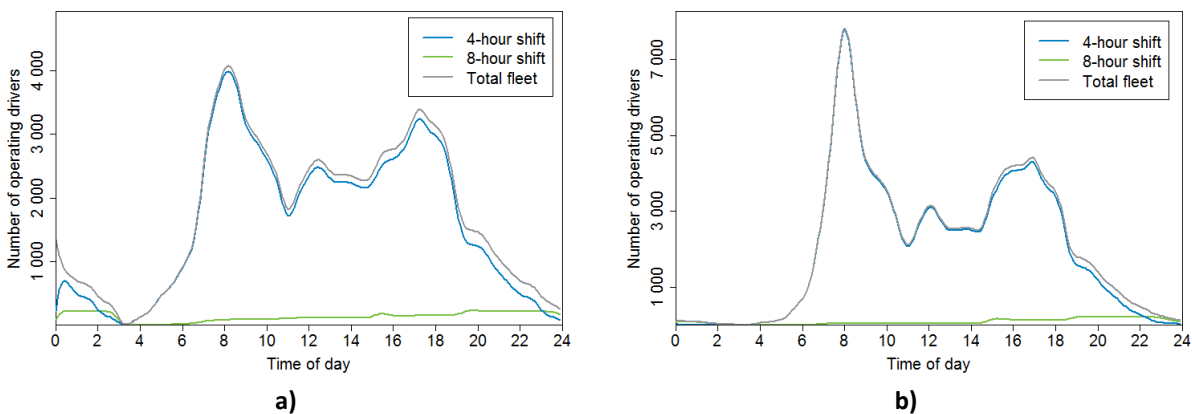 4-hour shift
8-hour shift
Total fleet
Number of operating drivers
4 000
3 000
2 000
1 000
0 2 4 6 8 10 12 14 16 18 20 22 24
Time of day
a)
4-hour shift
8-hour shift
Total fleet
Number of operating drivers
7 000
5 000
3 000
1 000
0 2 4 6 8 10 12 14 16 18 20 22 24
Time of day
b)